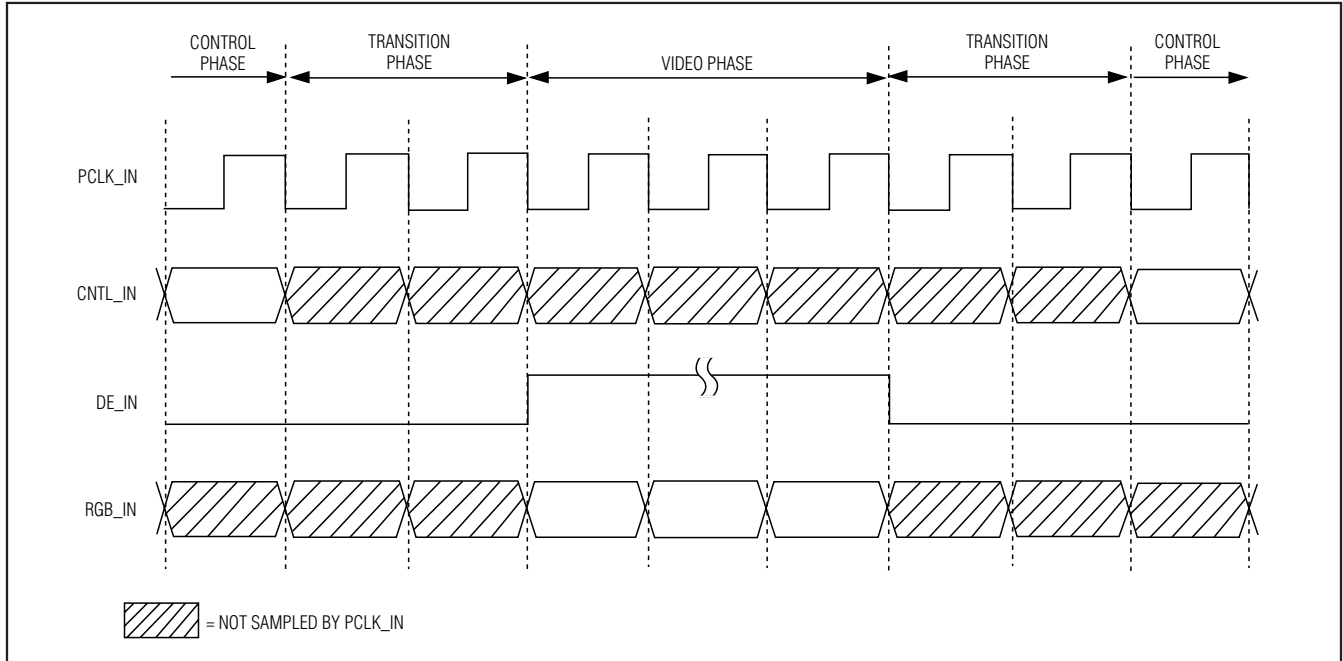 CONTROL
PHASE
TRANSITION
PHASE
VIDEO PHASE
TRANSITION
PHASE
CONTROL
PHASE
PCLK_IN
CNTL_IN
DE_IN
RGB_IN
= NOT SAMPLED BY PCLK_IN